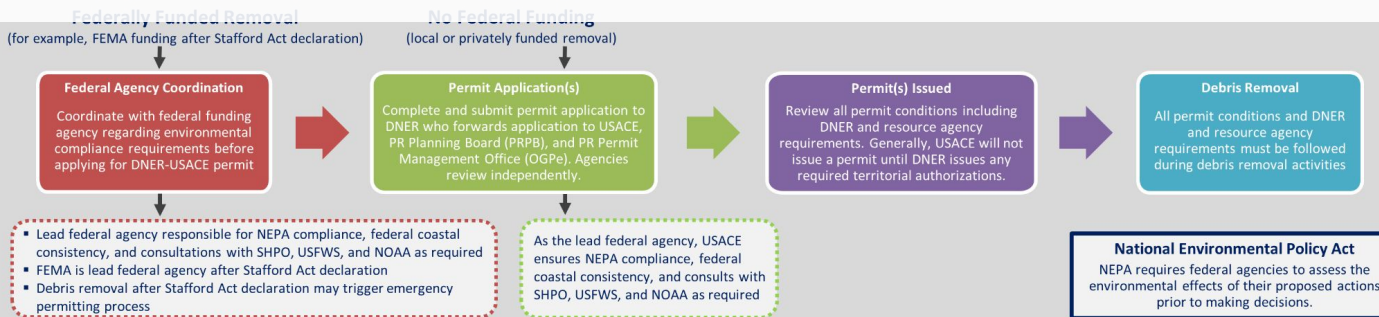 Federally Funded Removal
(for example, FEMA funding after Stafford Act declaration)
No Federal Funding
(local or privately funded removal)
Federal Agency Coordination
Coordinate with federal funding
agency regarding environmental
compliance requirements before
applying for DNER-USACE permit
Permit Application(s)
Complete and submit permit application to
DNER who forwards application to USACE,
PR Planning Board (PRPB), and PR Permit
Management Office (OGPe). Agencies
review independently.
Permit(s) Issued
Review all permit conditions including
DNER and resource agency
requirements. Generally, USACE will not
issue a permit until DNER issues any
required territorial authorizations.
Debris Removal
All permit conditions and DNER
and resource agency
requirements must be followed
during debris removal activities
▪ Lead federal agency responsible for NEPA compliance, federal coastal
consistency, and consultations with SHPO, USFWS, and NOAA as required
▪ FEMA is lead federal agency after Stafford Act declaration
▪ Debris removal after Stafford Act declaration may trigger emergency
permitting process
As the lead federal agency, USACE
ensures NEPA compliance, federal
coastal consistency, and consults with
SHPO, USFWS, and NOAA as required
National Environmental Policy Act
NEPA requires federal agencies to assess the
environmental effects of their proposed actions
prior to making decisions.